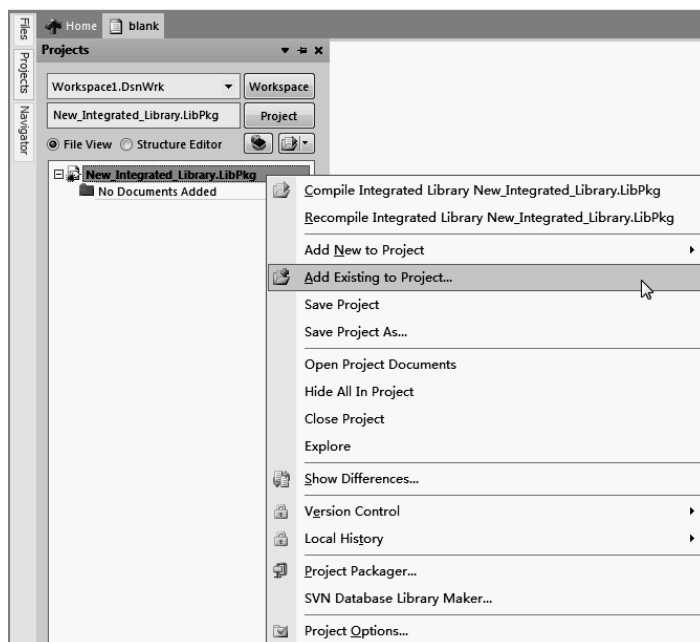 Files
Projects
Navigator
Home
blank
Projects
Workspace1.DsnWrk
Workspace
New_Integrated_Library.LibPkg
Project
File View
Structure Editor
New_Integrated_Library.LibPkg
No Documents Added
Compile Integrated Library New_Integrated_Library.LibPkg
Recompile Integrated Library New_Integrated_Library.LibPkg
Add New to Project
Add Existing to Project...
Save Project
Save Project As...
Open Project Documents
Hide All In Project
Close Project
Explore
Show Differences...
Version Control
Local History
Project Packager...
SVN Database Library Maker...
Project Options...